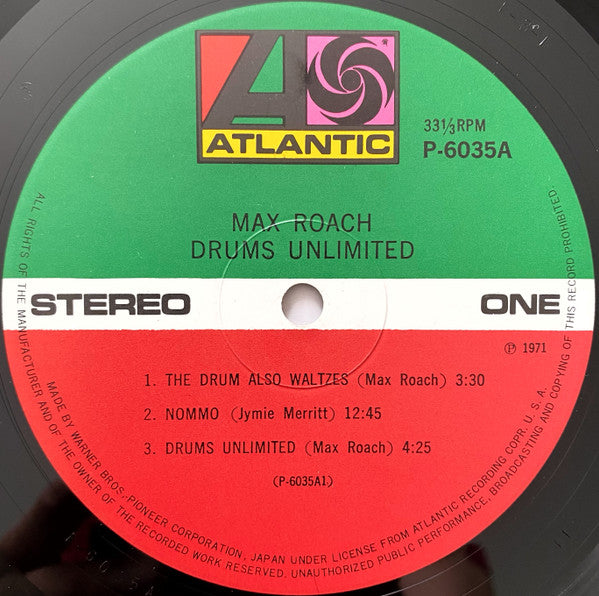 ATLANTIC
33⅓RPM
P-6035A
MAX ROACH
DRUMS UNLIMITED
STEREO
ONE
℗ 1971
1. THE DRUM ALSO WALTZES (Max Roach) 3:30
2. NOMMO (Jymie Merritt) 12:45
3. DRUMS UNLIMITED (Max Roach) 4:25
(P-6035A1)
MADE BY WARNER BROS, PIONEER CORPORATION, JAPAN UNDER LICENSE FROM ATLANTIC RECORDING COPR. U. S. A.
ALL RIGHTS OF THE MANUFACTURER AND OF THE OWNER OF THE RECORDED WORK RESERVED. UNAUTHORIZED PUBLIC PERFORMANCE, BROADCASTING AND COPYING OF THIS RECORD PROHIBITED.